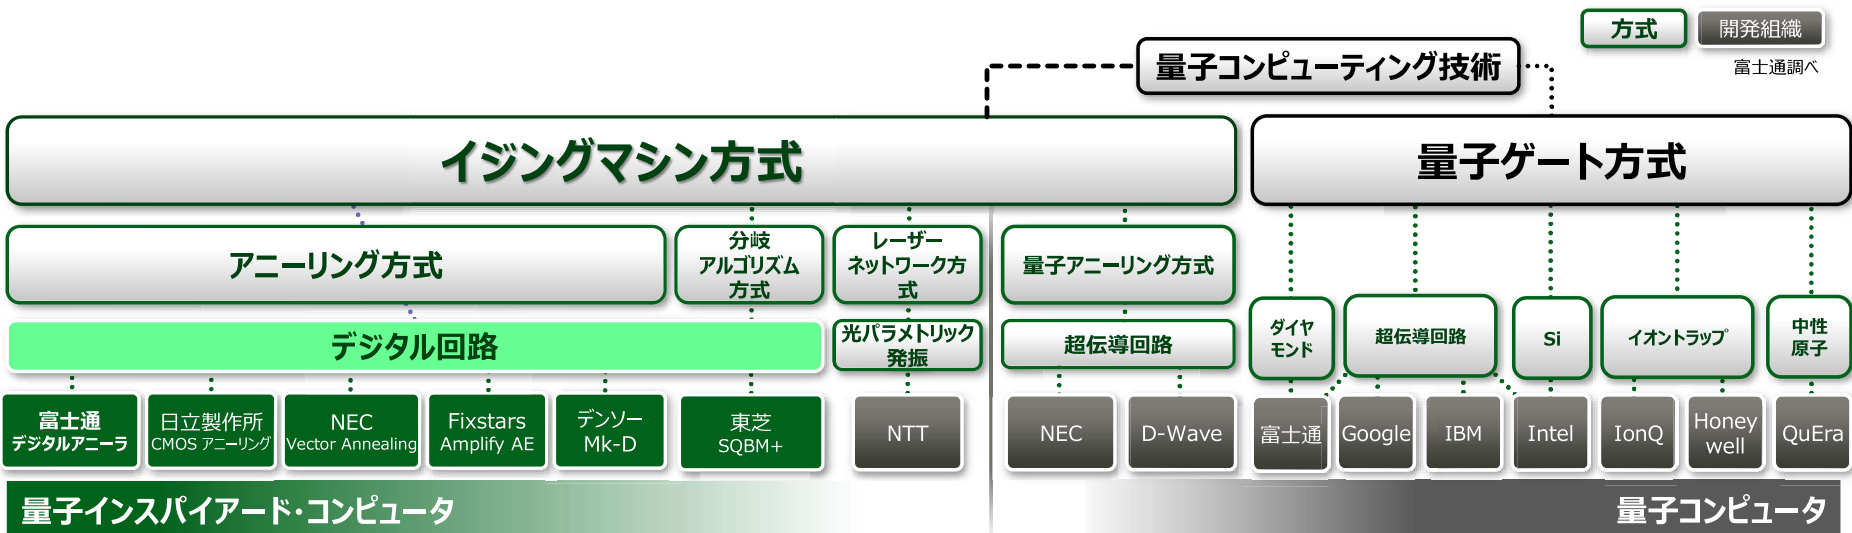 方式
開発組織
富士通調べ
量子コンピューティング技術
イジングマシン方式
量子ゲート方式
アニーリング方式
分岐
アルゴリズム
方式
レーザー
ネットワーク方
式
量子アニーリング方式
デジタル回路
光パラメトリック
発振
超伝導回路
ダイヤ
モンド
超伝導回路
Si
イオントラップ
中性
原子
富士通
デジタルアニーラ
日立製作所
CMOS アニーリング
NEC
Vector Annealing
Fixstars
Amplify AE
デンソー
Mk-D
東芝
SQBM+
NTT
NEC
D-Wave
富士通
Google
IBM
Intel
IonQ
Honey
well
QuEra
量子インスパイアード・コンピュータ
量子コンピュータ